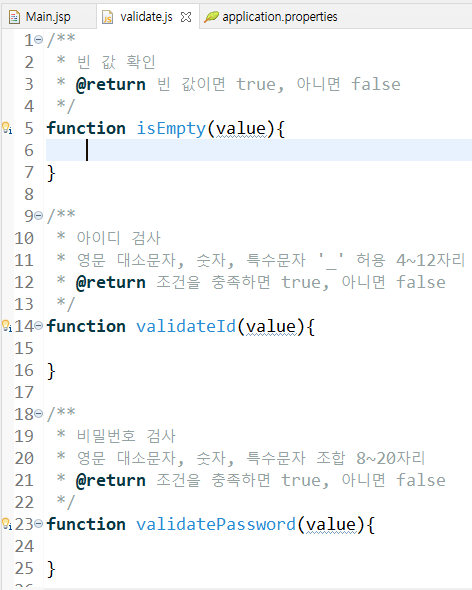 Main.jsp validate.js application.properties
1 /**
2 * 빈 값 확인
3 * @return 빈 값이면 true, 아니면 false
4 */
5 function isEmpty(value){
6
7 }
8
9 /**
10 * 아이디 검사
11 * 영문 대소문자, 숫자, 특수문자 '_' 허용 4~12자리
12 * @return 조건을 충족하면 true, 아니면 false
13 */
14 function validateId(value){
15
16 }
17
18 /**
19 * 비밀번호 검사
20 * 영문 대소문자, 숫자, 특수문자 조합 8~20자리
21 * @return 조건을 충족하면 true, 아니면 false
22 */
23 function validatePassword(value){
24
25 }
26